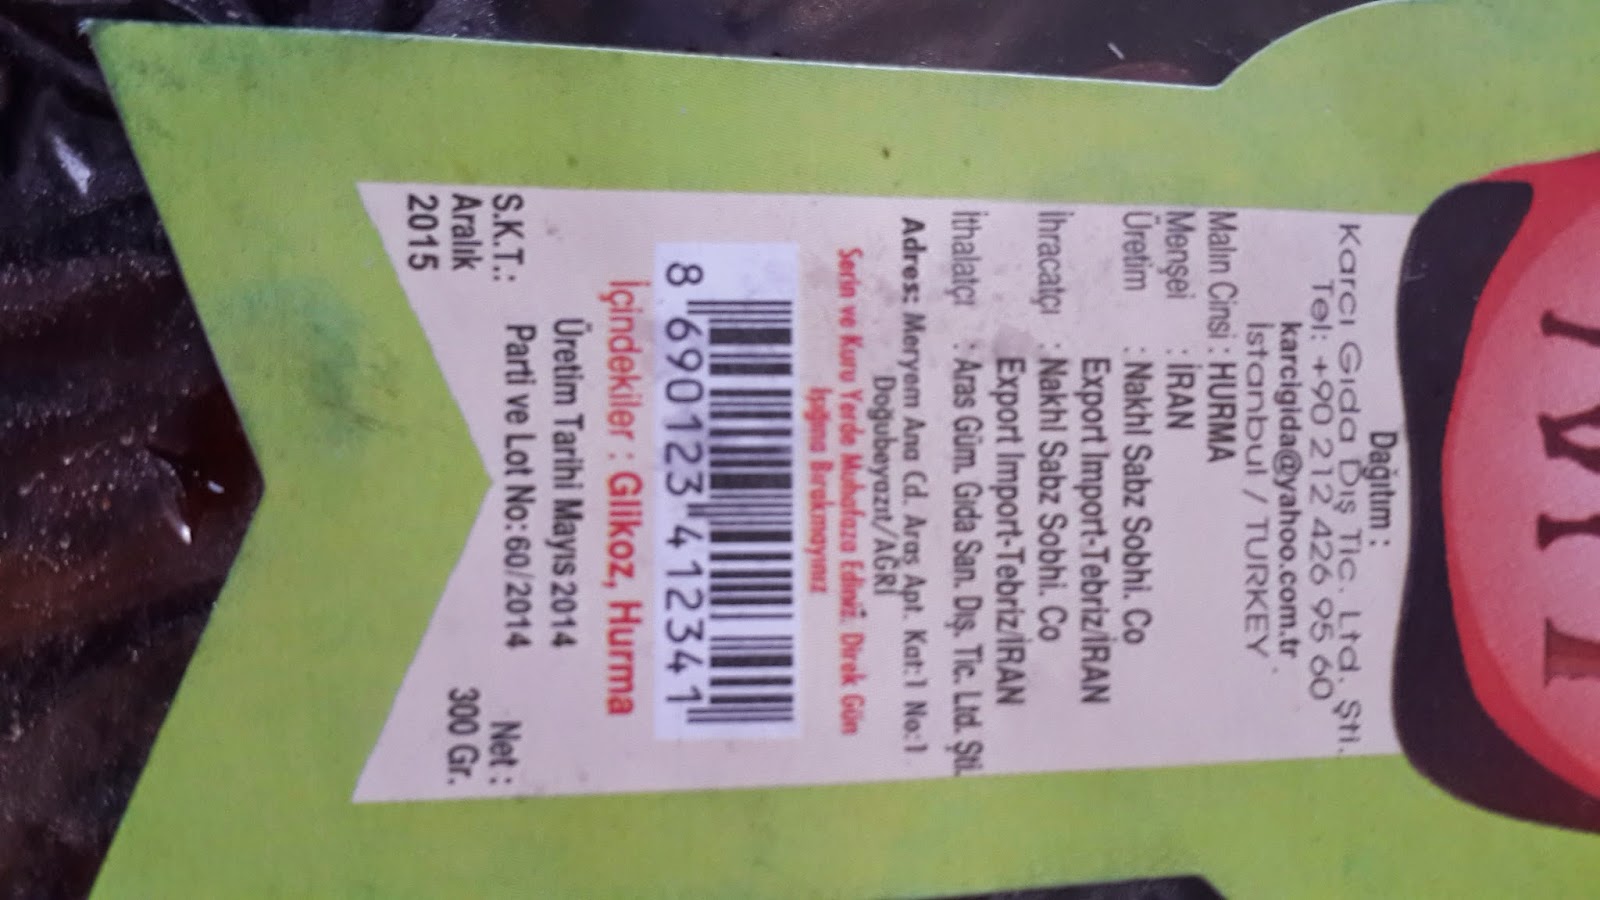 Dağıtım :
Karcı Gıda Dış Tic. Ltd. Şti.
Tel: +90 212 426 95 60
karcigida@yahoo.com.tr
İstanbul / TURKEY
Malın Cinsi : HURMA
Menşei : İRAN
Üretim : Nakhl Sabz Sobhi. Co
Export Import-Tebriz/İRAN
İhracatçı : Nakhl Sabz Sobhi. Co
Export Import-Tebriz/İRAN
İthalatçı : Aras Güm. Gıda San. Dış. Tic. Ltd. Şti.
Adres: Meryem Ana Cd. Aras Apt. Kat:1 No:1
Doğubayazıt/AĞRI
Serin ve Kuru Yerde Muhafaza Ediniz. Direk Gün
Işığına Bırakmayınız
8 690123 412341
İçindekiler : Glikoz, Hurma
Üretim Tarihi Mayıs 2014
S.K.T.: Parti ve Lot No: 60/2014 Net :
Aralık 300 Gr.
2015